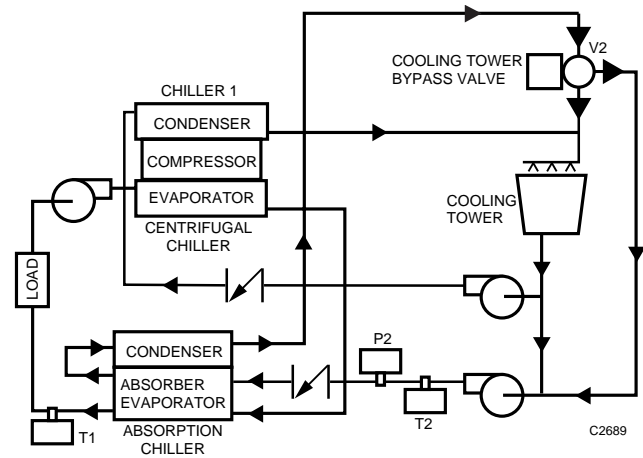 V2
COOLING TOWER
BYPASS VALVE
CHILLER 1
CONDENSER
COMPRESSOR
EVAPORATOR
CENTRIFUGAL
CHILLER
COOLING
TOWER
LOAD
CONDENSER
ABSORBER
EVAPORATOR
ABSORPTION
CHILLER
P2
T2
T1
C2689